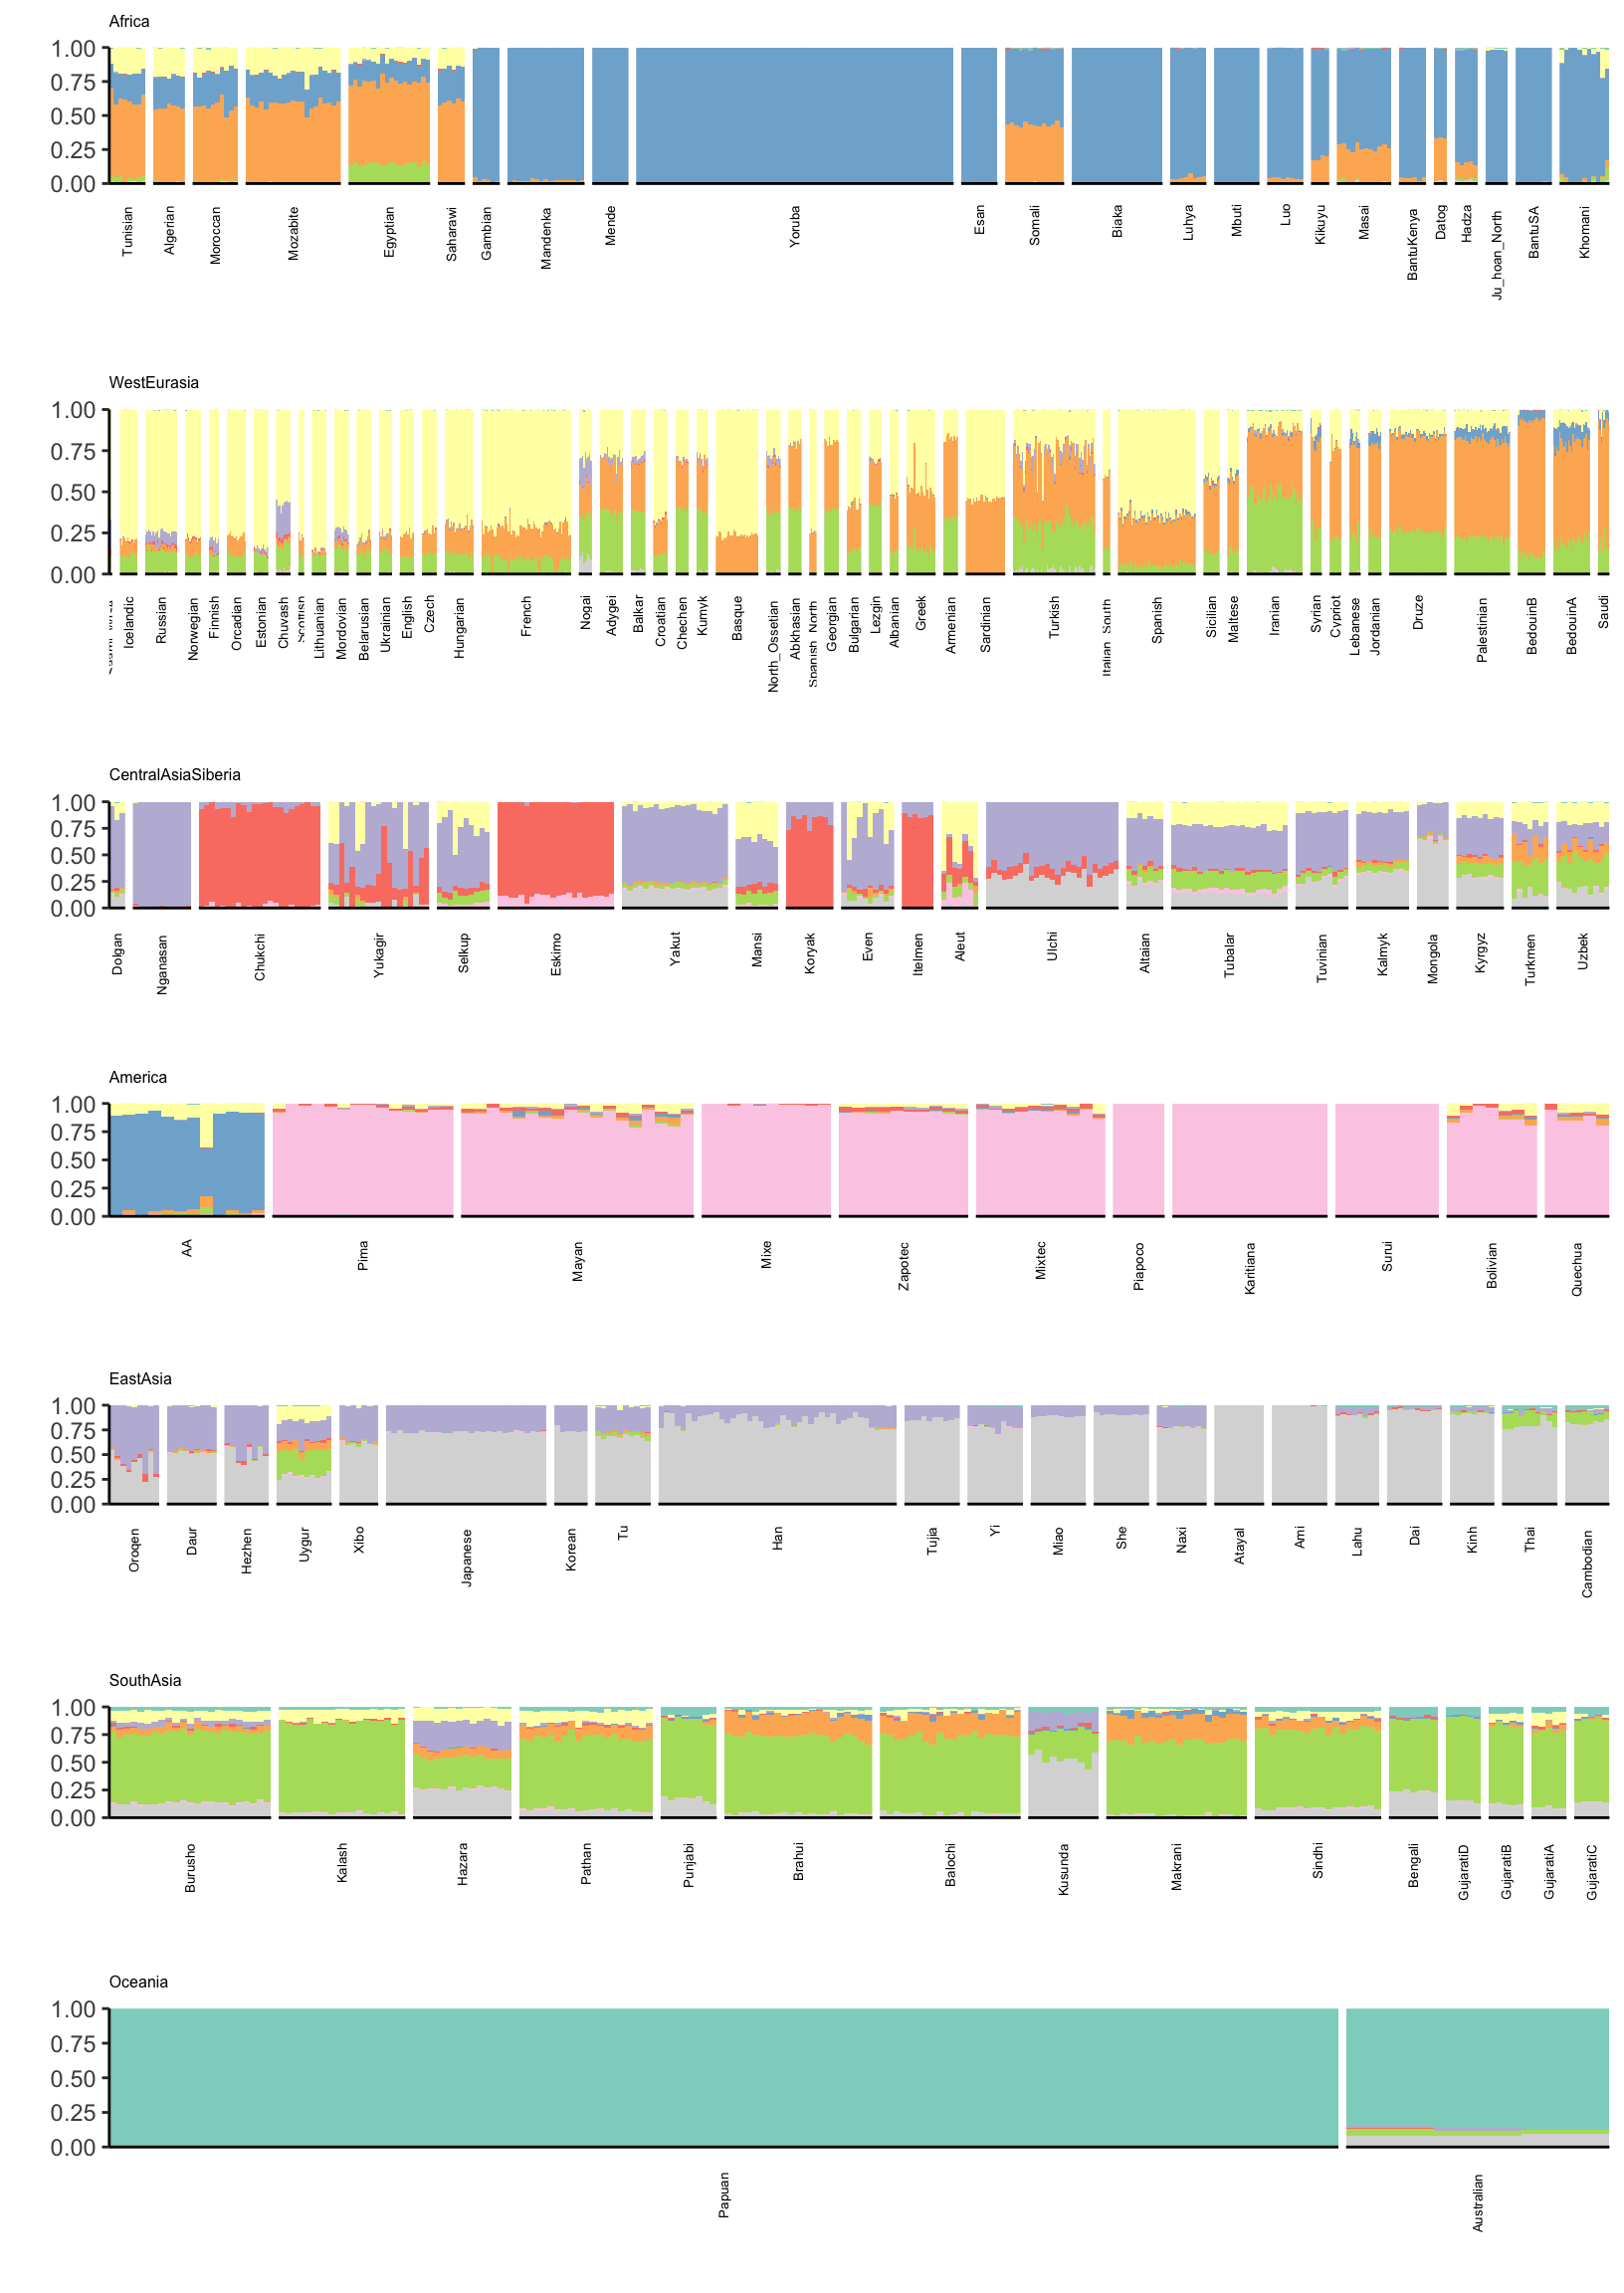 Africa
1.00
0.75
0.50
0.25
0.00
Tunisian
Algerian
Moroccan
Mozabite
Egyptian
Saharawi
Gambian
Mandenka
Mende
Yoruba
Esan
Somali
Biaka
Luhya
Mbuti
Luo
Kikuyu
Masai
BantuKenya
Datog
Hadza
Ju_hoan_North
BantuSA
Khomani
WestEurasia
1.00
0.75
0.50
0.25
0.00
Icelandic
Russian
Norwegian
Finnish
Orcadian
Estonian
Chuvash
Scottish
Lithuanian
Mordovian
Belarusian
Ukrainian
English
Czech
Hungarian
French
Nogai
Adygei
Balkar
Croatian
Chechen
Kumyk
Basque
North_Ossetian
Abkhasian
Spanish_North
Georgian
Bulgarian
Lezgin
Albanian
Greek
Armenian
Sardinian
Turkish
Italian_South
Spanish
Sicilian
Maltese
Iranian
Syrian
Cypriot
Lebanese
Jordanian
Druze
Palestinian
BedouinB
BedouinA
Saudi
CentralAsiaSiberia
1.00
0.75
0.50
0.25
0.00
Dolgan
Nganasan
Chukchi
Yukagir
Selkup
Eskimo
Yakut
Mansi
Koryak
Even
Itelmen
Aleut
Ulchi
Altaian
Tubalar
Tuvinian
Kalmyk
Mongola
Kyrgyz
Turkmen
Uzbek
America
1.00
0.75
0.50
0.25
0.00
AA
Pima
Mayan
Mixe
Zapotec
Mixtec
Piapoco
Karitiana
Surui
Bolivian
Quechua
EastAsia
1.00
0.75
0.50
0.25
0.00
Oroqen
Daur
Hezhen
Uygur
Xibo
Japanese
Korean
Tu
Han
Tujia
Yi
Miao
She
Naxi
Atayal
Ami
Lahu
Dai
Kinh
Thai
Cambodian
SouthAsia
1.00
0.75
0.50
0.25
0.00
Burusho
Kalash
Hazara
Pathan
Punjabi
Brahui
Balochi
Kusunda
Makrani
Sindhi
Bengali
GujaratiD
GujaratiB
GujaratiA
GujaratiC
Oceania
1.00
0.75
0.50
0.25
0.00
Papuan
Australian